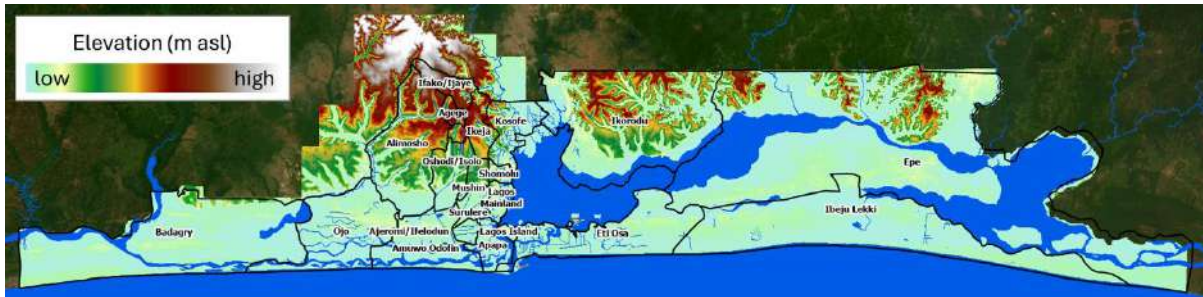 Elevation (m asl)
low high
Ifako/Ijaye
Agege
Kosofe
Ikeja
Ikorodu
Alimosho
Oshodi/Isolo
Epe
Shomolu
Mushin
Lagos
Mainland
Surulere
Ibeju Lekki
Badagry
Ojo
Ajeromi/Ifelodun
Lagos Island
Eti Osa
Amuwo Odofin
Apapa